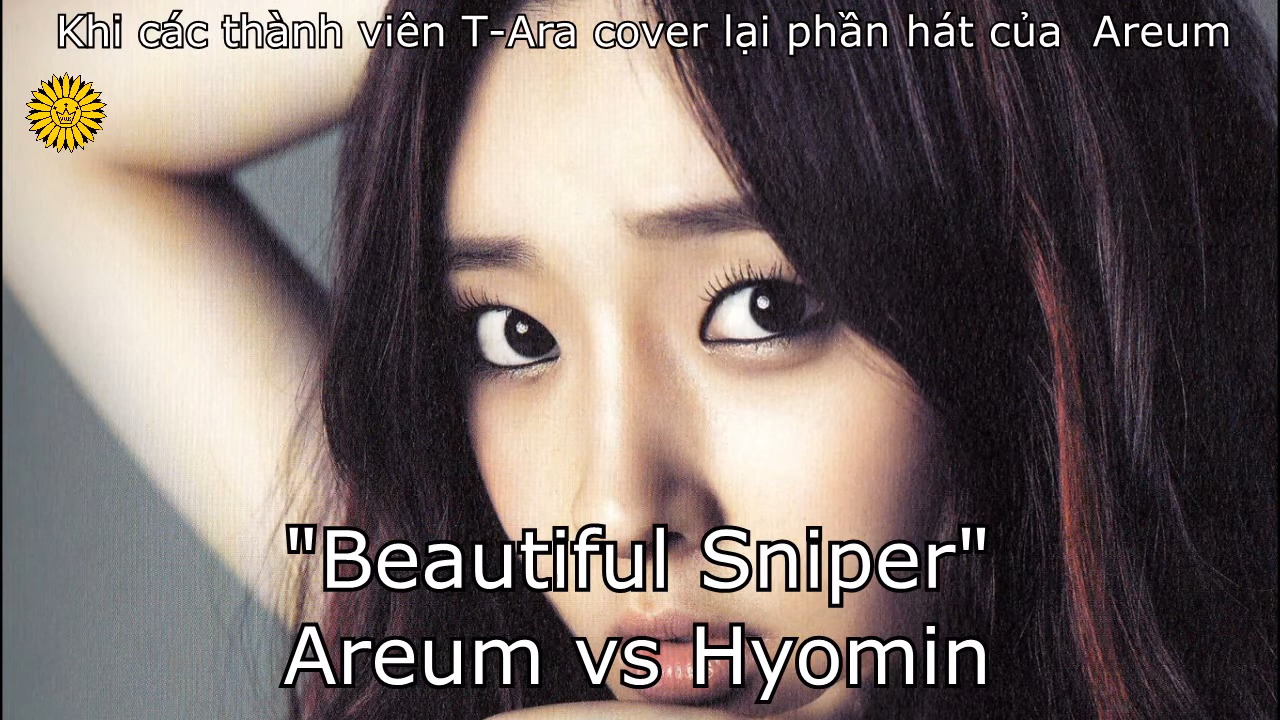 Khi các thành viên T-Ara cover lại phần hát của Areum
"Beautiful Sniper"
Areum vs Hyomin